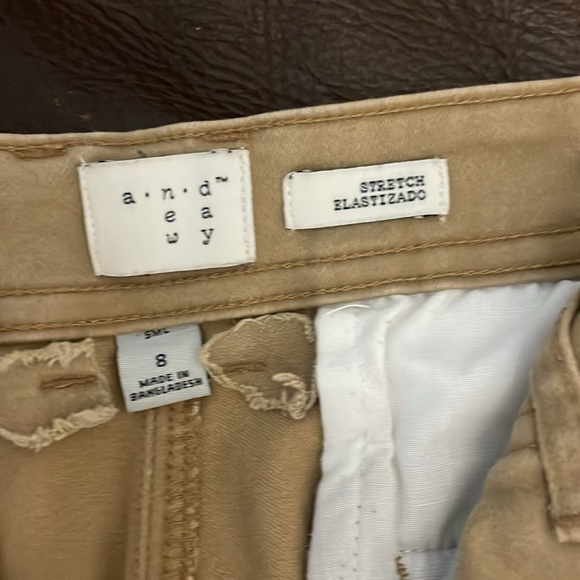 a·n·d™
e a
w y
STRETCH
ELASTIZADO
8
MADE IN
BANGLADESH